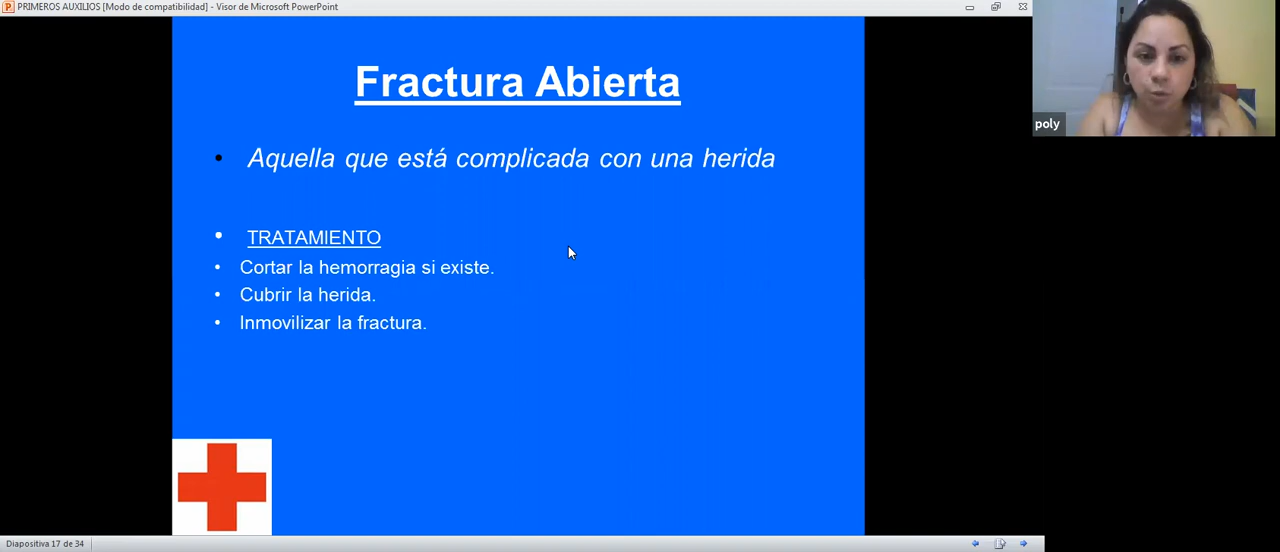 PRIMEROS AUXILIOS [Modo de compatibilidad] - Visor de Microsoft PowerPoint
poly
Fractura Abierta
• Aquella que está complicada con una herida
• TRATAMIENTO
• Cortar la hemorragia si existe.
• Cubrir la herida.
• Inmovilizar la fractura.
Diapositiva 17 de 34